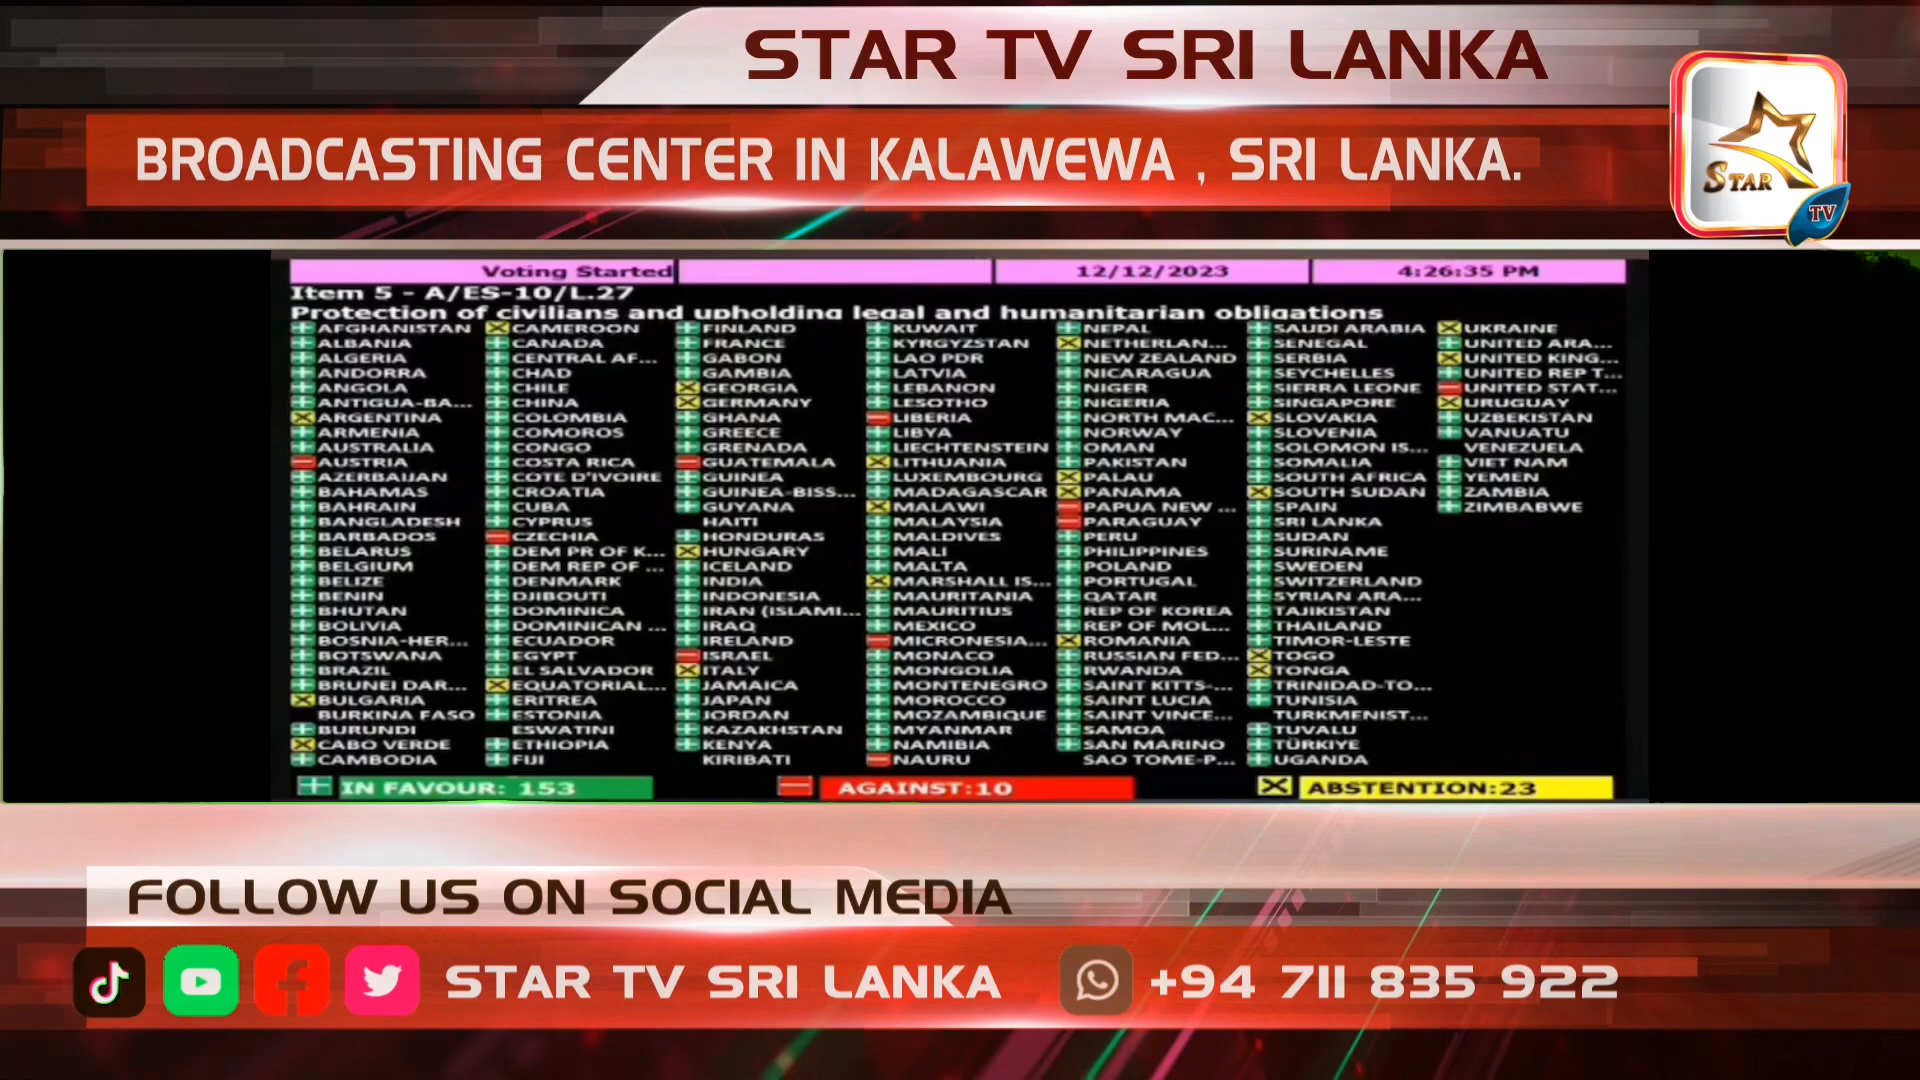 STAR TV SRI LANKA
BROADCASTING CENTER IN KALAWEWA , SRI LANKA.
STAR
TV
Voting Started
12/12/2023
4:26:35 PM
Item 5 - A/ES-10/L.27
Protection of civilians and upholding legal and humanitarian obligations
AFGHANISTAN
ALBANIA
ALGERIA
ANDORRA
ANGOLA
ANTIGUA-BA...
ARGENTINA
ARMENIA
AUSTRALIA
AUSTRIA
AZERBAIJAN
BAHAMAS
BAHRAIN
BANGLADESH
BARBADOS
BELARUS
BELGIUM
BELIZE
BENIN
BHUTAN
BOLIVIA
BOSNIA-HER...
BOTSWANA
BRAZIL
BRUNEI DAR...
BULGARIA
BURKINA FASO
BURUNDI
CABO VERDE
CAMBODIA
CAMEROON
CANADA
CENTRAL AF...
CHAD
CHILE
CHINA
COLOMBIA
COMOROS
CONGO
COSTA RICA
COTE D'IVOIRE
CROATIA
CUBA
CYPRUS
CZECHIA
DEM PR OF K...
DEM REP OF ...
DENMARK
DJIBOUTI
DOMINICA
DOMINICAN ...
ECUADOR
EGYPT
EL SALVADOR
EQUATORIAL...
ERITREA
ESTONIA
ESWATINI
ETHIOPIA
FIJI
FINLAND
FRANCE
GABON
GAMBIA
GEORGIA
GERMANY
GHANA
GREECE
GRENADA
GUATEMALA
GUINEA
GUINEA-BISS...
GUYANA
HAITI
HONDURAS
HUNGARY
ICELAND
INDIA
INDONESIA
IRAN (ISLAMI...
IRAQ
IRELAND
ISRAEL
ITALY
JAMAICA
JAPAN
JORDAN
KAZAKHSTAN
KENYA
KIRIBATI
KUWAIT
KYRGYZSTAN
LAO PDR
LATVIA
LEBANON
LESOTHO
LIBERIA
LIBYA
LIECHTENSTEIN
LITHUANIA
LUXEMBOURG
MADAGASCAR
MALAWI
MALAYSIA
MALDIVES
MALI
MALTA
MARSHALL IS...
MAURITANIA
MAURITIUS
MEXICO
MICRONESIA...
MONACO
MONGOLIA
MONTENEGRO
MOROCCO
MOZAMBIQUE
MYANMAR
NAMIBIA
NAURU
NEPAL
NETHERLAN...
NEW ZEALAND
NICARAGUA
NIGER
NIGERIA
NORTH MAC...
NORWAY
OMAN
PAKISTAN
PALAU
PANAMA
PAPUA NEW ...
PARAGUAY
PERU
PHILIPPINES
POLAND
PORTUGAL
QATAR
REP OF KOREA
REP OF MOL...
ROMANIA
RUSSIAN FED...
RWANDA
SAINT KITTS-...
SAINT LUCIA
SAINT VINCE...
SAMOA
SAN MARINO
SAO TOME-P...
SAUDI ARABIA
SENEGAL
SERBIA
SEYCHELLES
SIERRA LEONE
SINGAPORE
SLOVAKIA
SLOVENIA
SOLOMON IS...
SOMALIA
SOUTH AFRICA
SOUTH SUDAN
SPAIN
SRI LANKA
SUDAN
SURINAME
SWEDEN
SWITZERLAND
SYRIAN ARA...
TAJIKISTAN
THAILAND
TIMOR-LESTE
TOGO
TONGA
TRINIDAD-TO...
TUNISIA
TURKMENIST...
TUVALU
TÜRKIYE
UGANDA
UKRAINE
UNITED ARA...
UNITED KING...
UNITED REP T...
UNITED STAT...
URUGUAY
UZBEKISTAN
VANUATU
VENEZUELA
VIET NAM
YEMEN
ZAMBIA
ZIMBABWE
IN FAVOUR: 153
AGAINST:10
ABSTENTION:23
FOLLOW US ON SOCIAL MEDIA
STAR TV SRI LANKA
+94 711 835 922